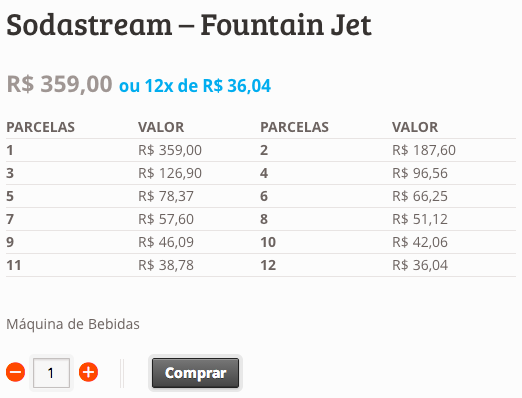 Sodastream – Fountain Jet
R$ 359,00 ou 12x de R$ 36,04
PARCELAS VALOR PARCELAS VALOR
1 R$ 359,00 2 R$ 187,60
3 R$ 126,90 4 R$ 96,56
5 R$ 78,37 6 R$ 66,25
7 R$ 57,60 8 R$ 51,12
9 R$ 46,09 10 R$ 42,06
11 R$ 38,78 12 R$ 36,04
Máquina de Bebidas
1 Comprar